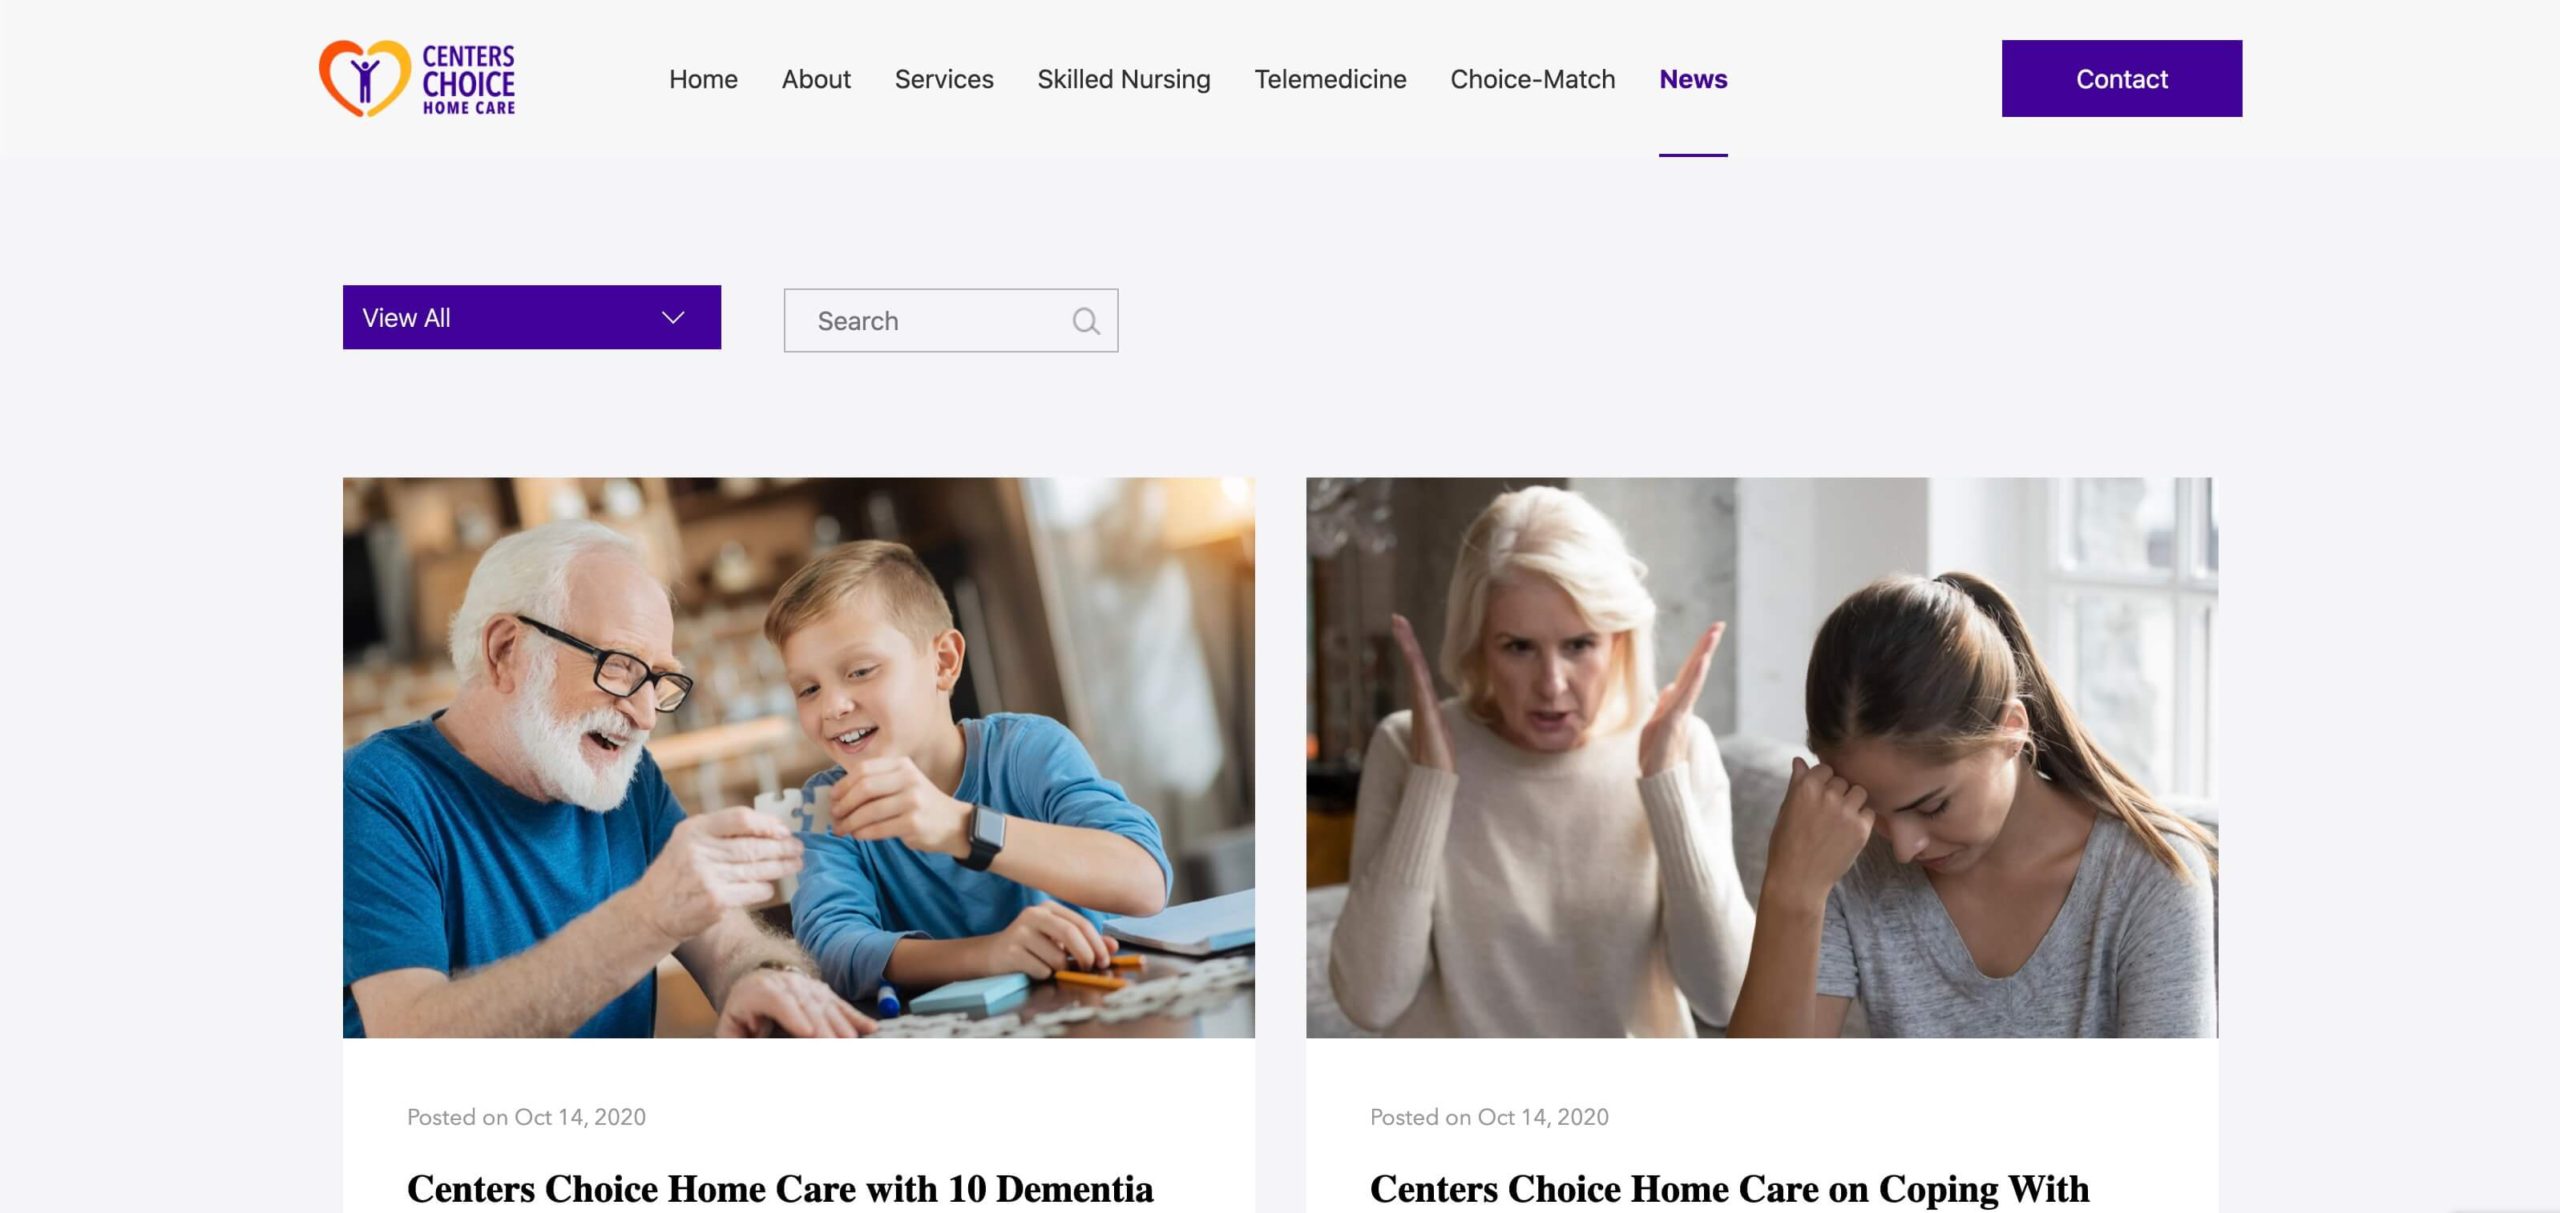 CENTERS
CHOICE
HOME CARE
Home About Services Skilled Nursing Telemedicine Choice-Match News
Contact
View All
Search
Posted on Oct 14, 2020
Centers Choice Home Care with 10 Dementia
Posted on Oct 14, 2020
Centers Choice Home Care on Coping With